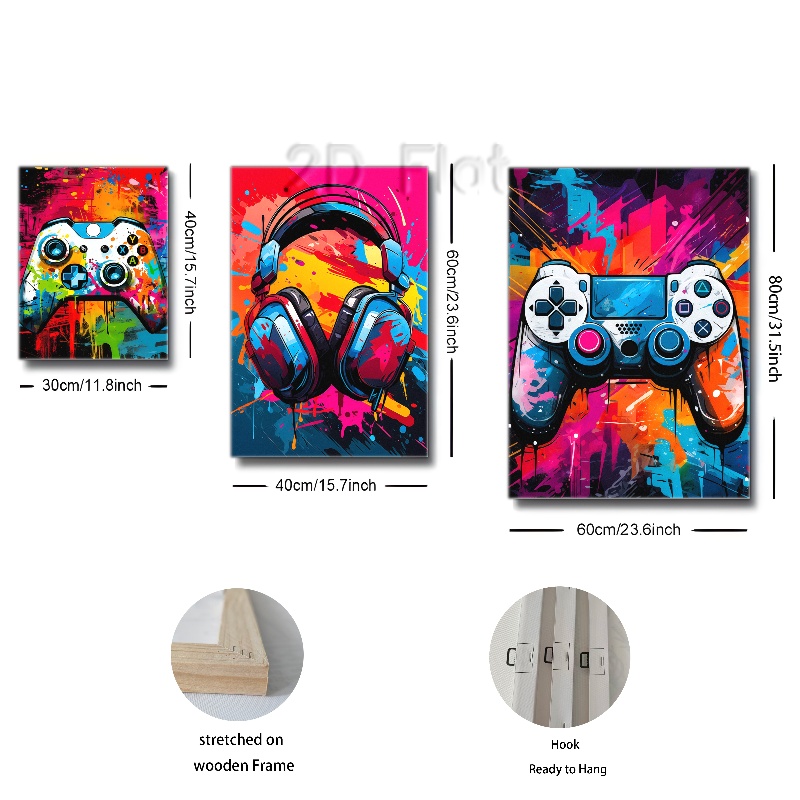 2D Flat
40cm/15.7inch
30cm/11.8inch
Y
X
B
A
60cm/23.6inch
40cm/15.7inch
80cm/31.5inch
60cm/23.6inch
stretched on
wooden Frame
Hook
Ready to Hang